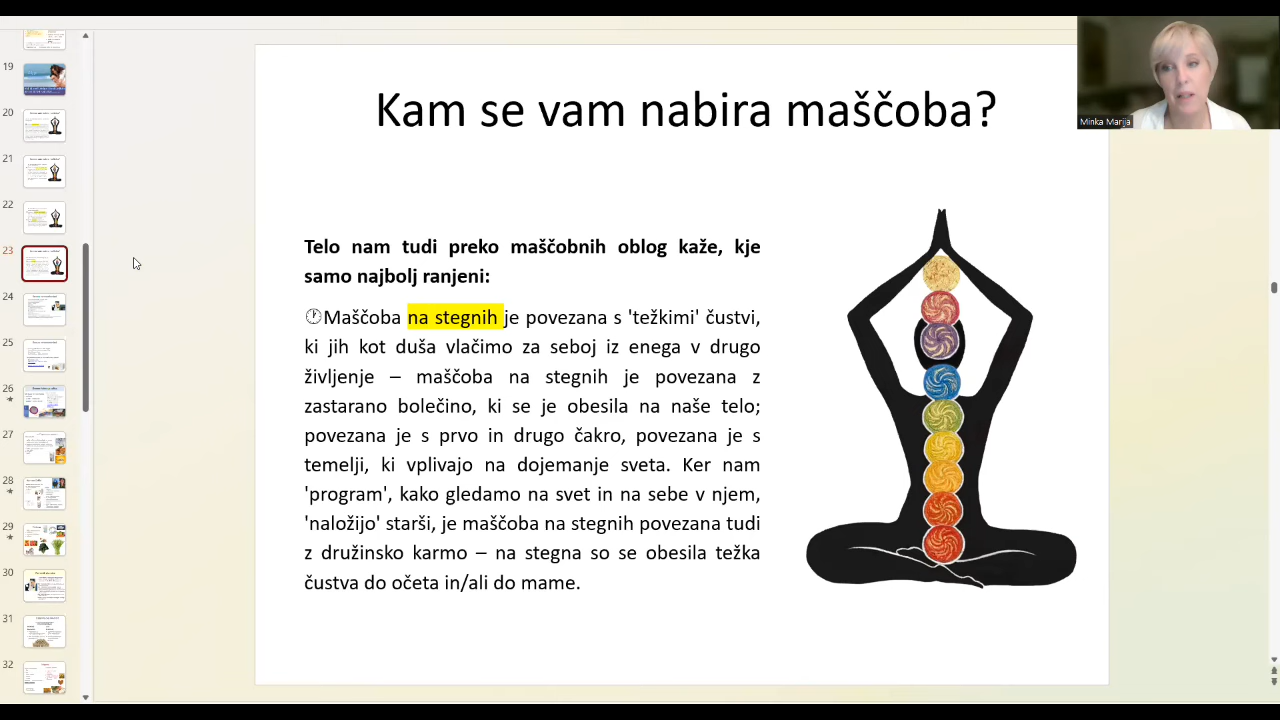 Kam se vam nabira maščoba?
Minka Marija
Telo nam tudi preko maščobnih oblog kaže, kje
samo najbolj ranjeni:
Maščoba na stegnih je povezana s 'težkimi' čustvi,
ki jih kot duša vlačimo za seboj iz enega v drugo
življenje – maščoba na stegnih je povezana z
zastarano bolečino, ki se je obesila na naše telo;
povezana je s prvo in drugo čakro, povezana je s
temelji, ki vplivajo na dojemanje sveta. Ker nam
'program', kako gledamo na svet in na sebe v njem,
'naložijo' starši, je maščoba na stegnih povezana tudi
z družinsko karmo – na stegna so se obesila težka
čustva do očeta in/ali do mame.
19
21
22
23
25
26
28
29
31
32